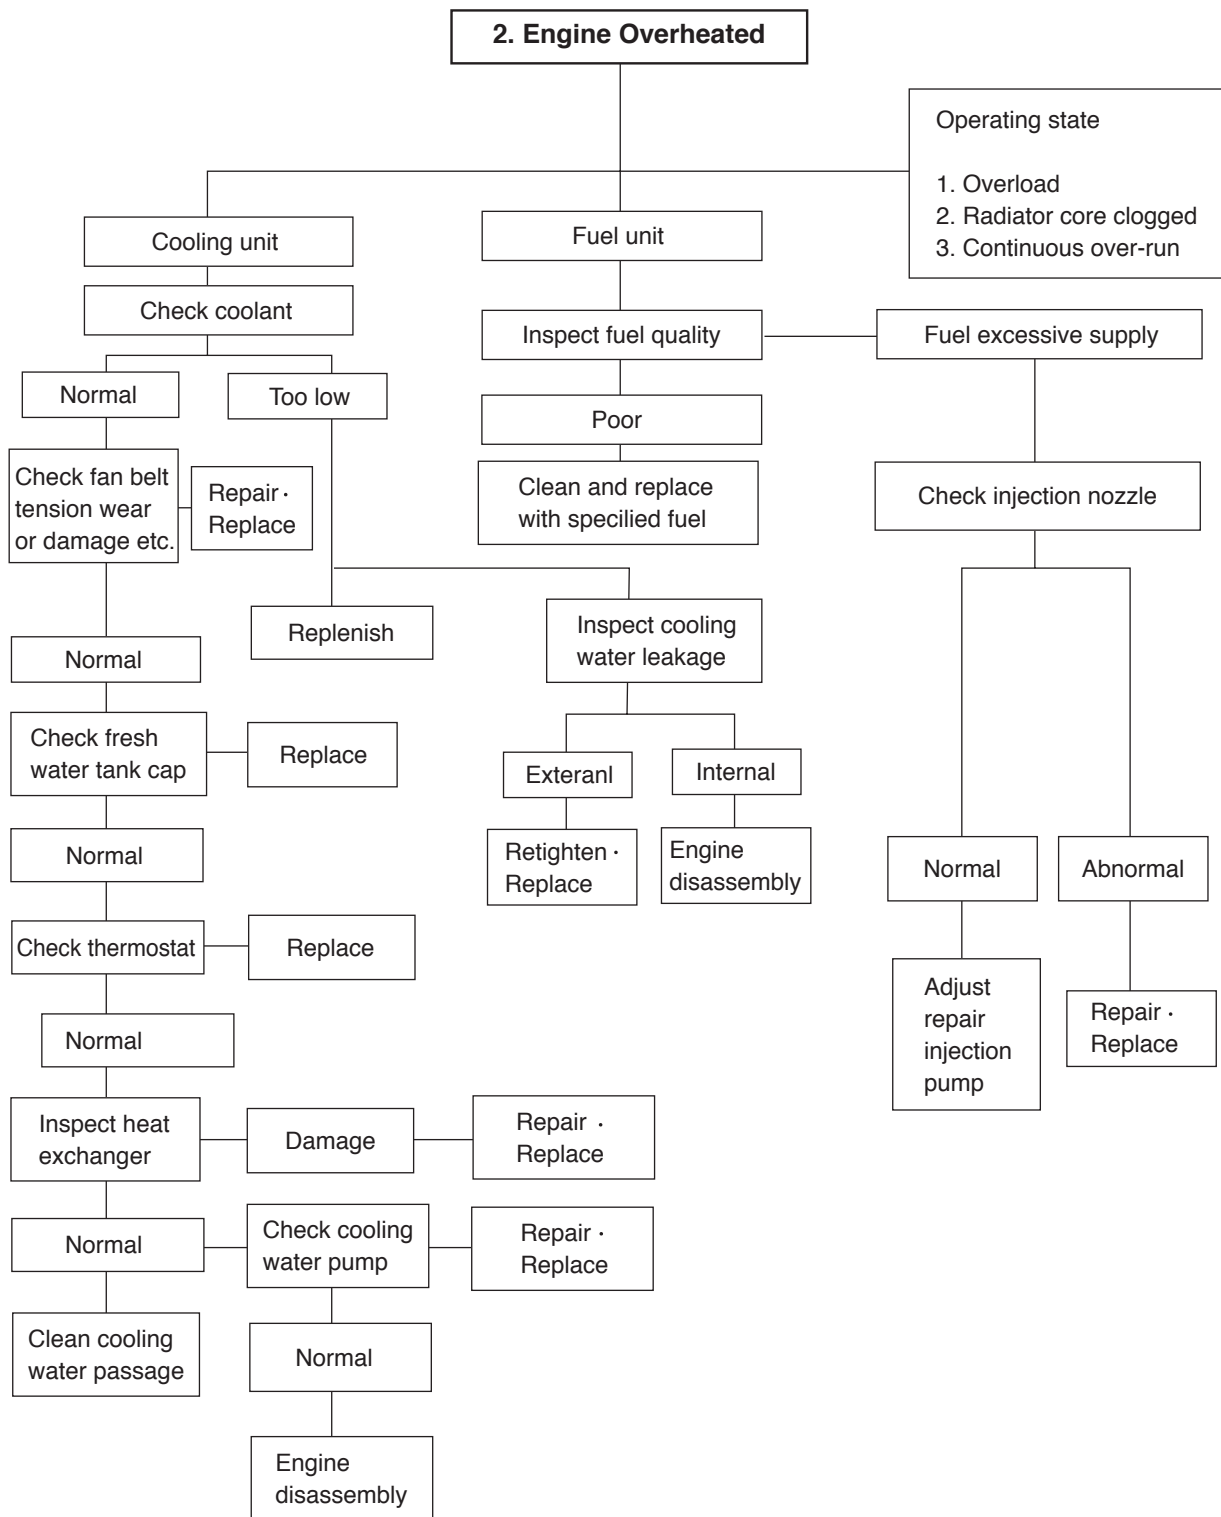 2. Engine Overheated
Operating state
1. Overload
2. Radiator core clogged
3. Continuous over-run
Cooling unit
Fuel unit
Check coolant
Inspect fuel quality
Fuel excessive supply
Normal
Too low
Poor
Check fan belt
tension wear
or damage etc.
Repair ·
Replace
Clean and replace
with specilied fuel
Check injection nozzle
Replenish
Inspect cooling
water leakage
Normal
Check fresh
water tank cap
Replace
Exteranl
Internal
Normal
Retighten ·
Replace
Engine
disassembly
Normal
Abnormal
Check thermostat
Replace
Adjust
repair
injection
pump
Repair ·
Replace
Normal
Inspect heat
exchanger
Damage
Repair ·
Replace
Normal
Check cooling
water pump
Repair ·
Replace
Clean cooling
water passage
Normal
Engine
disassembly